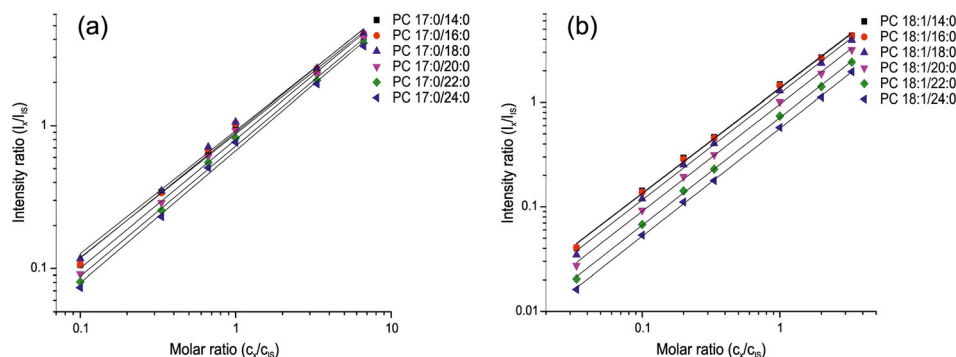 (a)
PC 17:0/14:0
PC 17:0/16:0
PC 17:0/18:0
PC 17:0/20:0
PC 17:0/22:0
PC 17:0/24:0
Intensity ratio (Iₓ/I_IS)
1
0.1
0.1
1
10
Molar ratio (cₓ/c_IS)
(b)
PC 18:1/14:0
PC 18:1/16:0
PC 18:1/18:0
PC 18:1/20:0
PC 18:1/22:0
PC 18:1/24:0
Intensity ratio (Iₓ/I_IS)
1
0.1
0.01
0.1
1
Molar ratio (cₓ/c_IS)